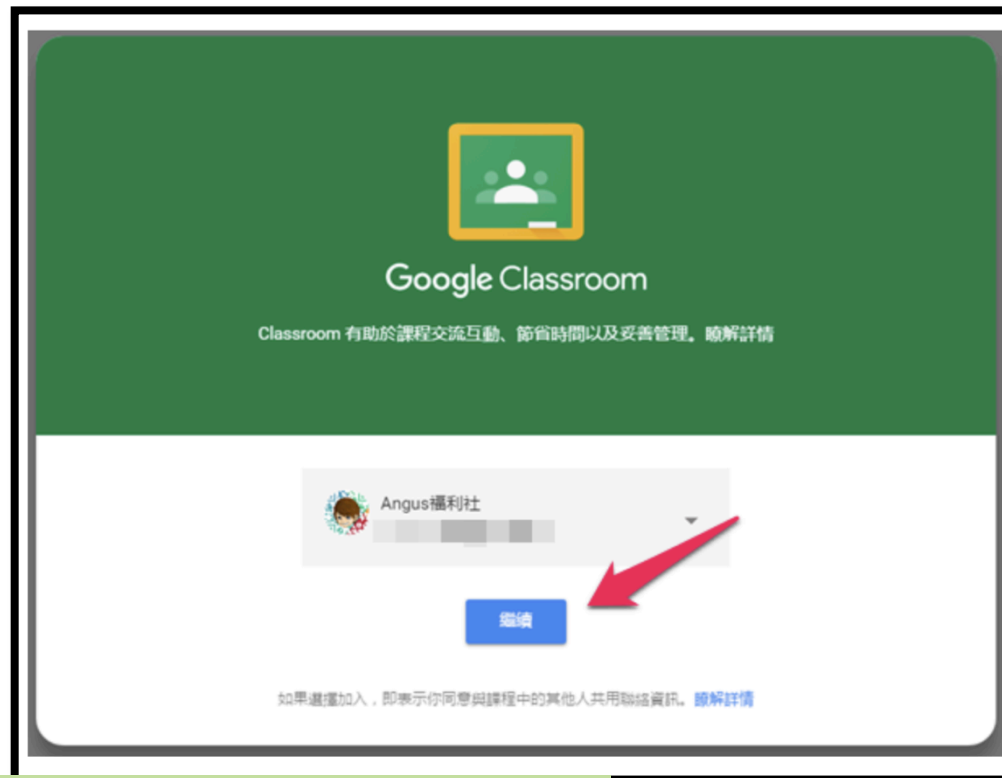 Google Classroom
Classroom 有助於課程交流互動、節省時間以及妥善管理。瞭解詳情
Angus福利社
繼續
如果選擇加入，即表示你同意與課程中的其他人共用聯絡資訊。瞭解詳情